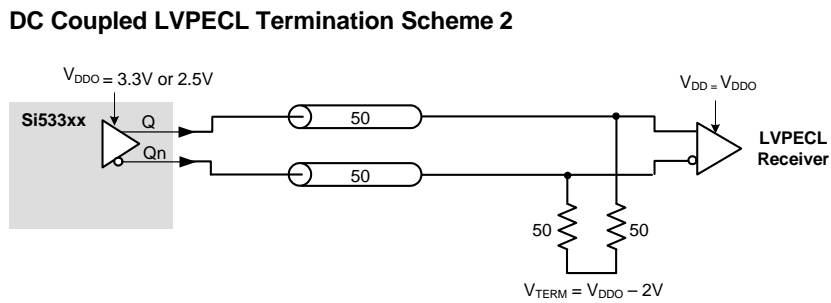 DC Coupled LVPECL Termination Scheme 2
VDDO = 3.3V or 2.5V
VDD = VDDO
Si533xx
Q
50
Qn
50
LVPECL
Receiver
50
50
VTERM = VDDO – 2V